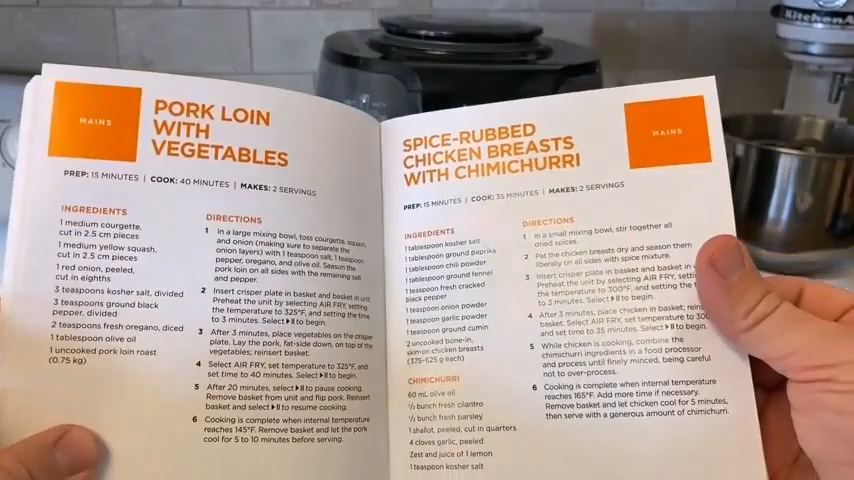 MAINS
PORK LOIN
WITH
VEGETABLES
PREP: 15 MINUTES | COOK: 40 MINUTES | MAKES: 2 SERVINGS
INGREDIENTS
1 medium courgette,
cut in 2.5 cm pieces
1 medium yellow squash,
cut in 2.5 cm pieces
1 red onion, peeled,
cut in eighths
3 teaspoons kosher salt, divided
3 teaspoons ground black
pepper, divided
2 teaspoons fresh oregano, diced
1 tablespoon olive oil
1 uncooked pork loin roast
(0.75 kg)
DIRECTIONS
1 In a large mixing bowl, toss courgette, squash,
and onion (making sure to separate the
onion layers) with 1 teaspoon salt, 1 teaspoon
pepper, oregano, and olive oil. Season the
pork loin on all sides with the remaining salt
and pepper.
2 Insert crisper plate in basket and basket in unit.
Preheat the unit by selecting AIR FRY, setting
the temperature to 325°F, and setting the time
to 3 minutes. Select to begin.
3 After 3 minutes, place vegetables on the crisper
plate. Lay the pork, fat-side down, on top of the
vegetables; reinsert basket.
4 Select AIR FRY, set temperature to 325°F, and
set time to 40 minutes. Select to begin.
5 After 20 minutes, select to pause cooking.
Remove basket from unit and flip pork. Reinsert
basket and select to resume cooking.
6 Cooking is complete when internal temperature
reaches 145°F. Remove basket and let the pork
cool for 5 to 10 minutes before serving.
SPICE-RUBBED
CHICKEN BREASTS
WITH CHIMICHURRI
MAINS
PREP: 15 MINUTES | COOK: 35 MINUTES | MAKES: 2 SERVINGS
INGREDIENTS
1 tablespoon kosher salt
1 tablespoon ground paprika
1 tablespoon chili powder
1 tablespoon ground fennel
1 teaspoon fresh cracked
black pepper
1 teaspoon onion powder
1 teaspoon garlic powder
1 teaspoon ground cumin
2 uncooked bone-in,
skin-on chicken breasts
(375-625 g each)
CHIMICHURRI
60 mL olive oil
1/2 bunch fresh cilantro
1/2 bunch fresh parsley
1 shallot, peeled, cut in quarters
4 cloves garlic, peeled
Zest and juice of 1 lemon
1 teaspoon kosher salt
DIRECTIONS
1 In a small mixing bowl, stir together all
dried spices.
2 Pat the chicken breasts dry and season them
liberally on all sides with spice mixture.
3 Insert crisper plate in basket and basket in
Preheat the unit by selecting AIR FRY, setting
the temperature to 300°F, and setting the
to 3 minutes. Select to begin.
4 After 3 minutes, place chicken in basket; rein
basket. Select AIR FRY, set temperature to 300
and set time to 35 minutes. Select to begin.
5 While chicken is cooking, combine the
chimichurri ingredients in a food processor
and process until finely minced, being careful
not to over-process.
6 Cooking is complete when internal temperature
reaches 165°F. Add more time if necessary.
Remove basket and let chicken cool for 5 minutes,
then serve with a generous amount of chimichurri.
KitchenA